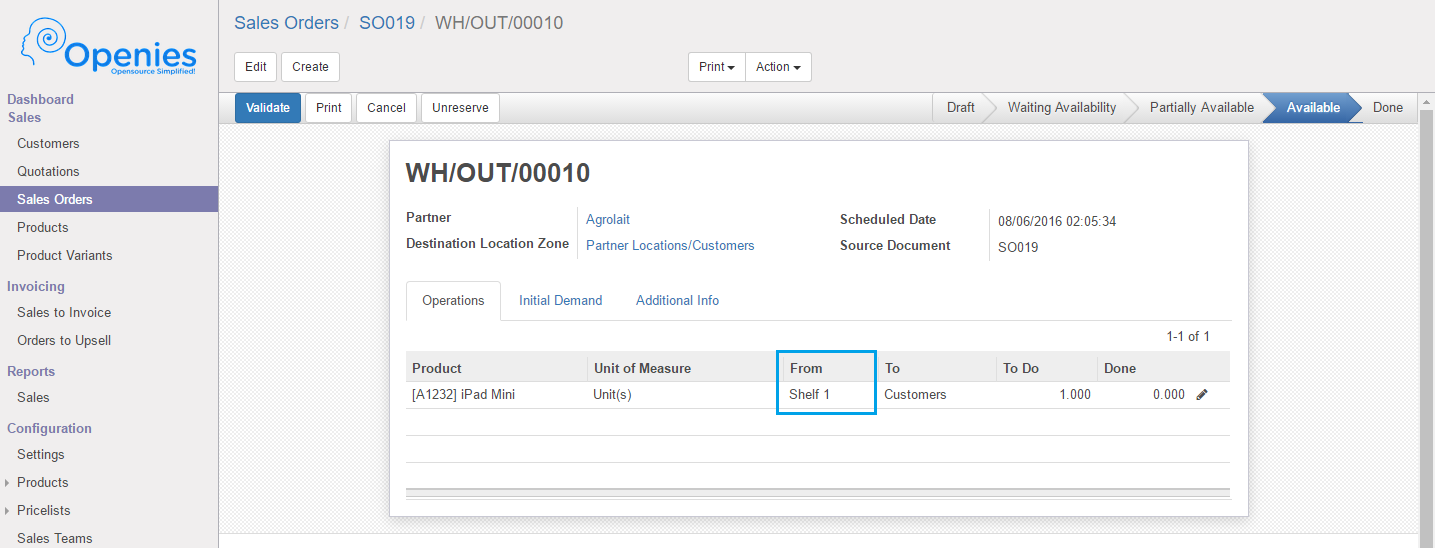 Openies
Opensource Simplified!
Dashboard
Sales
Customers
Quotations
Sales Orders
Products
Product Variants
Invoicing
Sales to Invoice
Orders to Upsell
Reports
Sales
Configuration
Settings
Products
Pricelists
Sales Teams
Sales Orders / SO019 / WH/OUT/00010
Edit Create Print Action
Validate Print Cancel Unreserve Draft Waiting Availability Partially Available Available Done
WH/OUT/00010
Partner Agrolait Scheduled Date 08/06/2016 02:05:34
Destination Location Zone Partner Locations/Customers Source Document SO019
Operations Initial Demand Additional Info
1-1 of 1
Product Unit of Measure From To To Do Done
[A1232] iPad Mini Unit(s) Shelf 1 Customers 1.000 0.000